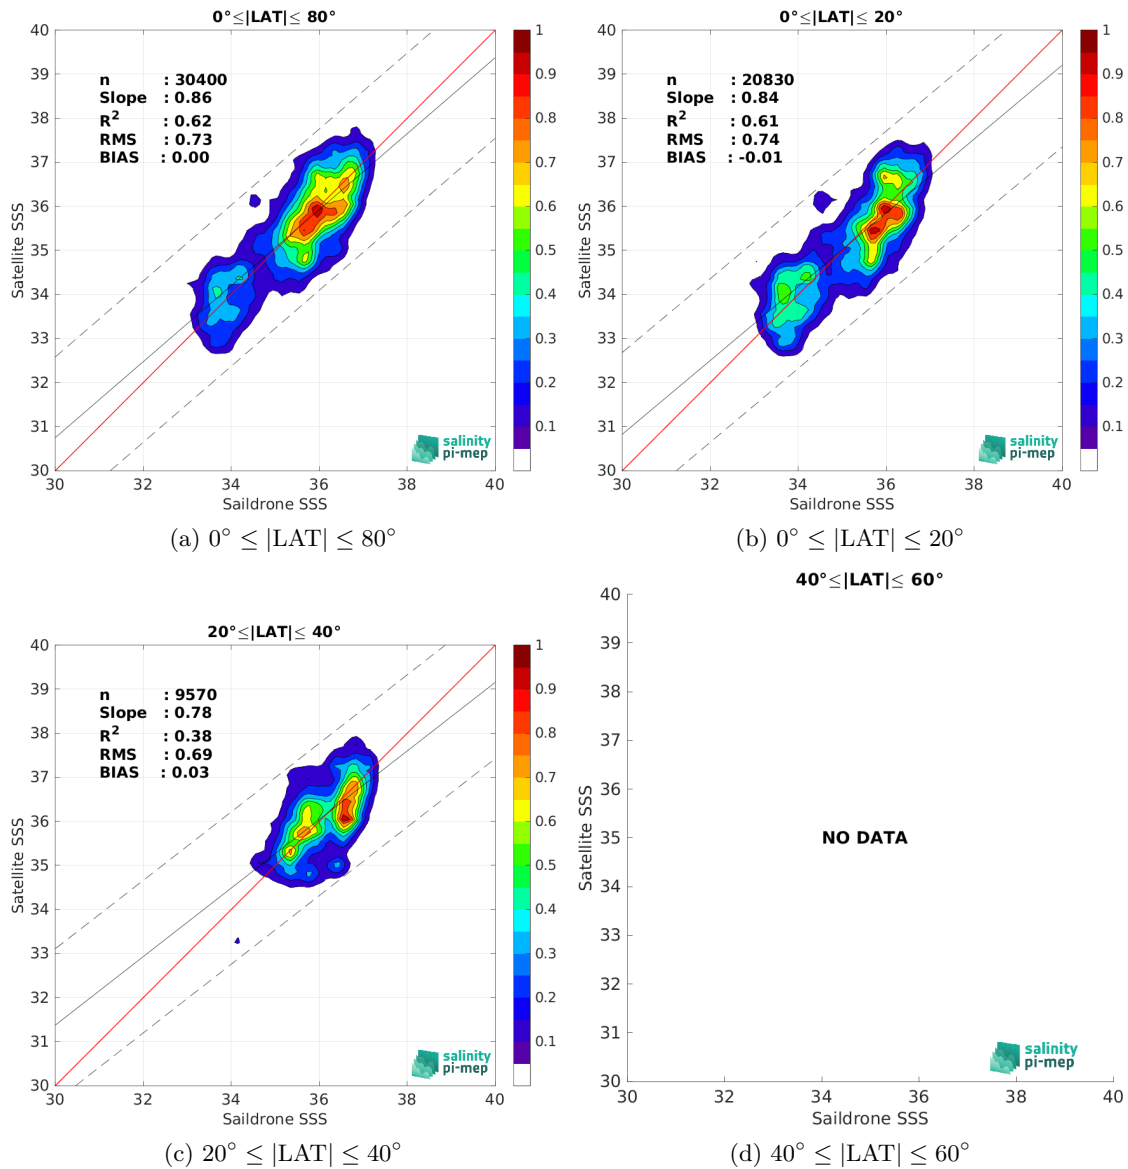 0°≤|LAT|≤ 80°
n : 30400
Slope : 0.86
R² : 0.62
RMS : 0.73
BIAS : 0.00
40
39
38
37
36
35
34
33
32
31
30
30 32 34 36 38 40
Satellite SSS
Saildrone SSS
1
0.9
0.8
0.7
0.6
0.5
0.4
0.3
0.2
0.1
salinity
pi-mep
(a) 0° ≤ |LAT| ≤ 80°
0°≤|LAT|≤ 20°
n : 20830
Slope : 0.84
R² : 0.61
RMS : 0.74
BIAS : -0.01
40
39
38
37
36
35
34
33
32
31
30
30 32 34 36 38 40
Satellite SSS
Saildrone SSS
1
0.9
0.8
0.7
0.6
0.5
0.4
0.3
0.2
0.1
salinity
pi-mep
(b) 0° ≤ |LAT| ≤ 20°
20°≤|LAT|≤ 40°
n : 9570
Slope : 0.78
R² : 0.38
RMS : 0.69
BIAS : 0.03
40
39
38
37
36
35
34
33
32
31
30
30 32 34 36 38 40
Satellite SSS
Saildrone SSS
1
0.9
0.8
0.7
0.6
0.5
0.4
0.3
0.2
0.1
salinity
pi-mep
(c) 20° ≤ |LAT| ≤ 40°
40°≤|LAT|≤ 60°
40
39
38
37
36
35
34
33
32
31
30
30 32 34 36 38 40
Satellite SSS
NO DATA
Saildrone SSS
salinity
pi-mep
(d) 40° ≤ |LAT| ≤ 60°